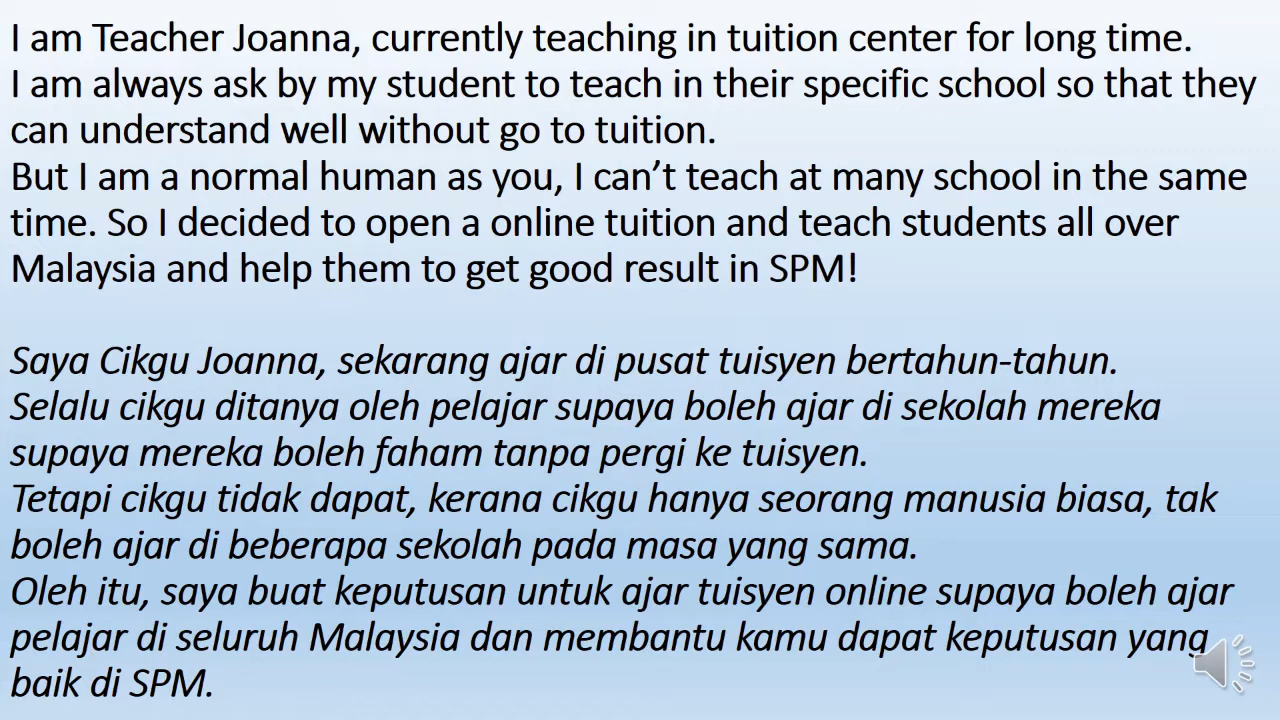 I am Teacher Joanna, currently teaching in tuition center for long time.
I am always ask by my student to teach in their specific school so that they
can understand well without go to tuition.
But I am a normal human as you, I can’t teach at many school in the same
time. So I decided to open a online tuition and teach students all over
Malaysia and help them to get good result in SPM!
Saya Cikgu Joanna, sekarang ajar di pusat tuisyen bertahun-tahun.
Selalu cikgu ditanya oleh pelajar supaya boleh ajar di sekolah mereka
supaya mereka boleh faham tanpa pergi ke tuisyen.
Tetapi cikgu tidak dapat, kerana cikgu hanya seorang manusia biasa, tak
boleh ajar di beberapa sekolah pada masa yang sama.
Oleh itu, saya buat keputusan untuk ajar tuisyen online supaya boleh ajar
pelajar di seluruh Malaysia dan membantu kamu dapat keputusan yang
baik di SPM.